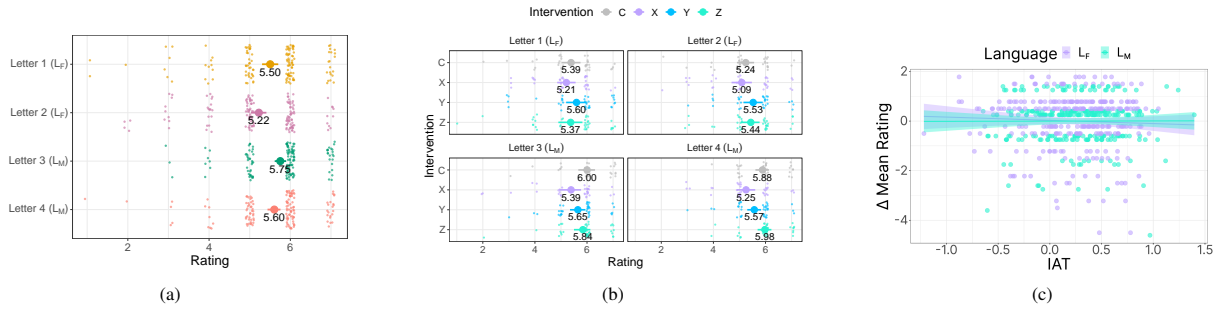 Letter 1 (L_F)
Letter 2 (L_F)
Letter 3 (L_M)
Letter 4 (L_M)
5.50
5.22
5.75
5.60
2 4 6
Rating
(a)
Intervention C X Y Z
Letter 1 (L_F) Letter 2 (L_F)
C
X
Y
Z
5.39
5.21
5.60
5.37
5.24
5.09
5.53
5.44
Letter 3 (L_M) Letter 4 (L_M)
C
X
Y
Z
6.00
5.39
5.65
5.84
5.88
5.25
5.57
5.98
Intervention
2 4 6 2 4 6
Rating
(b)
Language L_F L_M
2
0
-2
-4
Δ Mean Rating
-1.0 -0.5 0.0 0.5 1.0 1.5
IAT
(c)